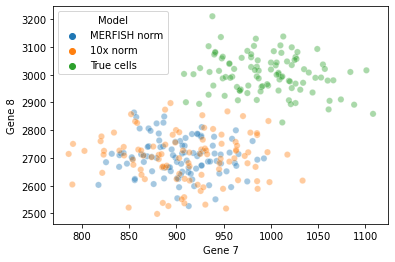 Model
MERFISH norm
10x norm
True cells
3200
3100
3000
2900
2800
2700
2600
2500
Gene 8
800
850
900
950
1000
1050
1100
Gene 7